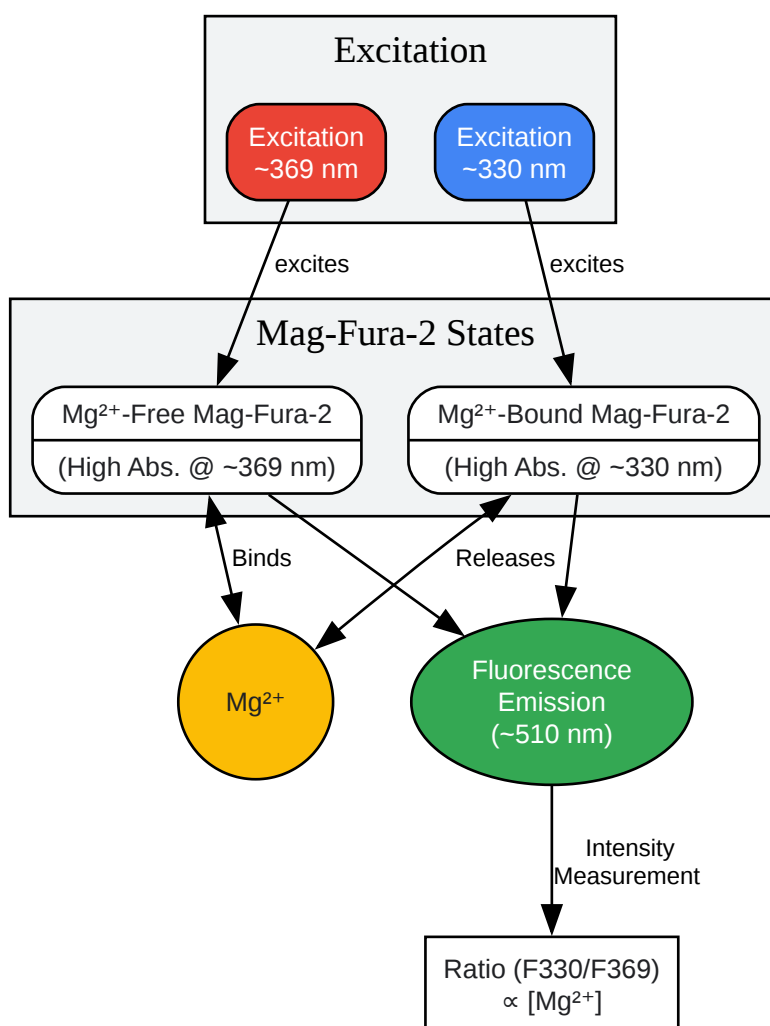 Excitation
Excitation
~369 nm
Excitation
~330 nm
excites
excites
Mag-Fura-2 States
Mg²⁺-Free Mag-Fura-2
(High Abs. @ ~369 nm)
Mg²⁺-Bound Mag-Fura-2
(High Abs. @ ~330 nm)
Binds
Releases
Mg²⁺
Fluorescence
Emission
(~510 nm)
Intensity
Measurement
Ratio (F330/F369)
∝ [Mg²⁺]